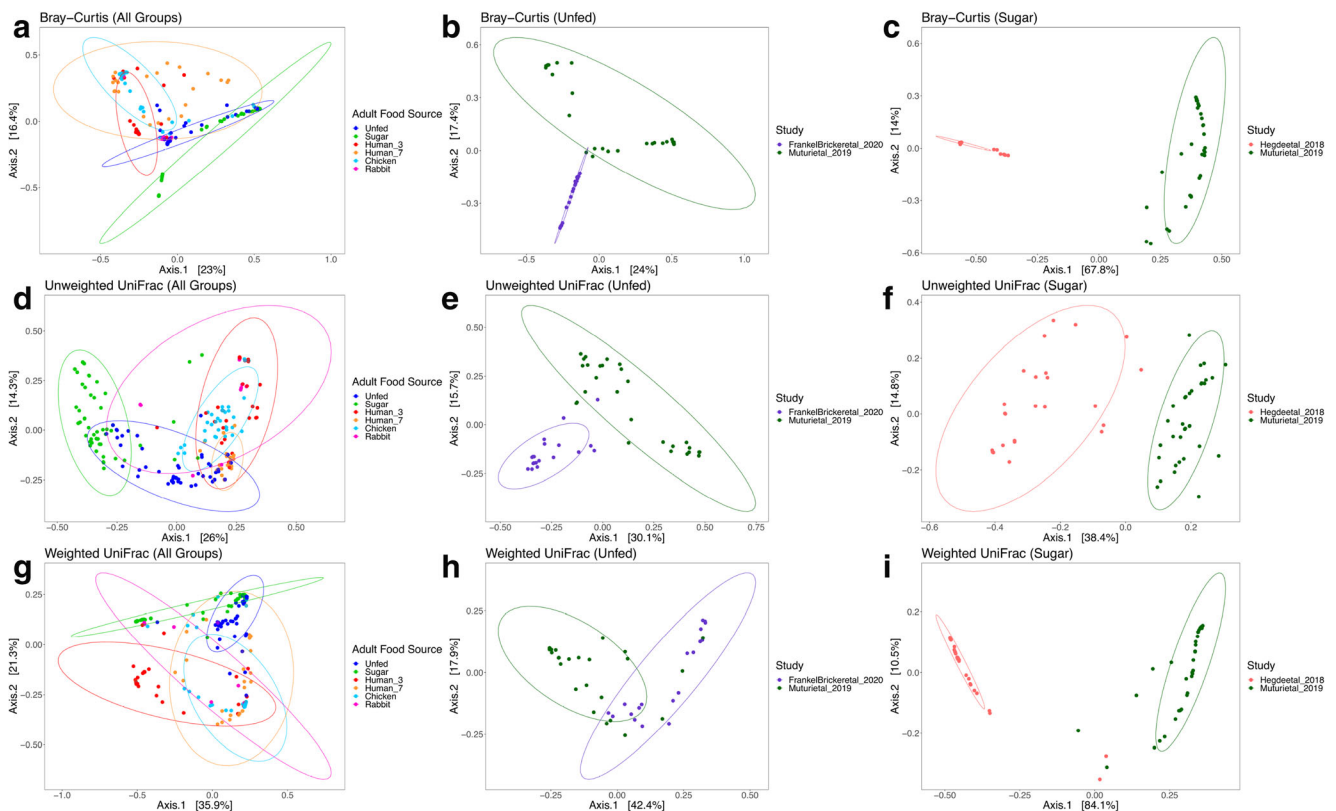 a
Bray−Curtis (All Groups)
0.5
0.0
−0.5
Axis.2 [16.4%]
−0.5
0.0
0.5
1.0
Axis.1 [23%]
Adult Food Source
Unfed
Sugar
Human_3
Human_7
Chicken
Rabbit
b
Bray−Curtis (Unfed)
0.6
0.3
0.0
−0.3
Axis.2 [17.4%]
−0.5
0.0
0.5
1.0
Axis.1 [24%]
Study
FrankelBrickeretal_2020
Muturietal_2019
c
Bray−Curtis (Sugar)
0.6
0.3
0.0
−0.3
−0.6
Axis.2 [14%]
−0.50
−0.25
0.00
0.25
0.50
Axis.1 [67.8%]
Study
Hegdeetal_2018
Muturietal_2019
d
Unweighted UniFrac (All Groups)
0.50
0.25
0.00
−0.25
Axis.2 [14.3%]
−0.50
0.00
0.50
Axis.1 [26%]
Adult Food Source
Unfed
Sugar
Human_3
Human_7
Chicken
Rabbit
e
Unweighted UniFrac (Unfed)
0.50
0.25
0.00
−0.25
−0.50
Axis.2 [15.7%]
−0.50
−0.25
0.00
0.25
0.50
0.75
Axis.1 [30.1%]
Study
FrankelBrickeretal_2020
Muturietal_2019
f
Unweighted UniFrac (Sugar)
0.4
0.2
0.0
−0.2
Axis.2 [14.8%]
−0.6
−0.4
−0.2
0.0
0.2
Axis.1 [38.4%]
Study
Hegdeetal_2018
Muturietal_2019
g
Weighted UniFrac (All Groups)
0.25
0.00
−0.25
−0.50
Axis.2 [21.3%]
−1.0
−0.5
0.0
0.5
Axis.1 [35.9%]
Adult Food Source
Unfed
Sugar
Human_3
Human_7
Chicken
Rabbit
h
Weighted UniFrac (Unfed)
0.25
0.00
−0.25
Axis.2 [17.9%]
−0.50
−0.25
0.00
0.25
0.50
Axis.1 [42.4%]
Study
FrankelBrickeretal_2020
Muturietal_2019
i
Weighted UniFrac (Sugar)
0.2
0.0
−0.2
Axis.2 [10.5%]
−0.50
−0.25
0.00
0.25
0.50
Axis.1 [84.1%]
Study
Hegdeetal_2018
Muturietal_2019